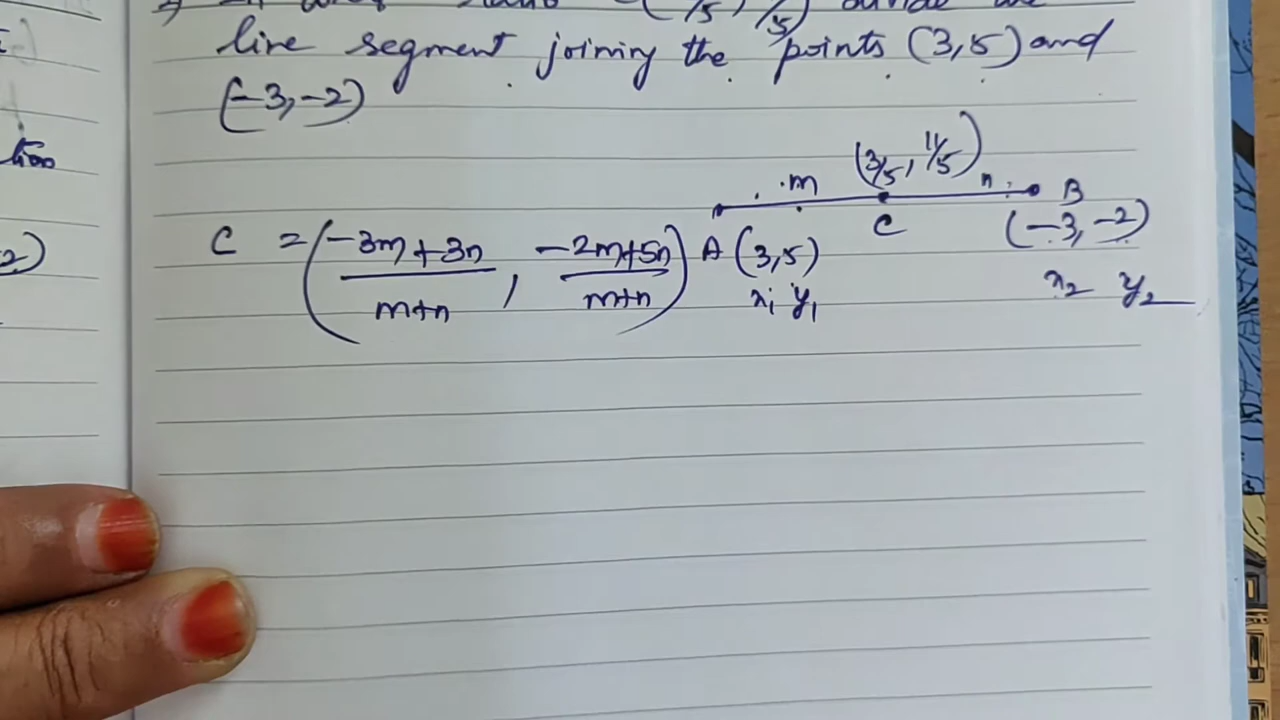 line segment joining the points (3,5) and
(-3,-2)
(3/5, 11/5)
m n B
C (-3,-2)
C = (-3m+3n/m+n, -2m+5n/m+n) A (3,5)
x1 y1 x2 y2